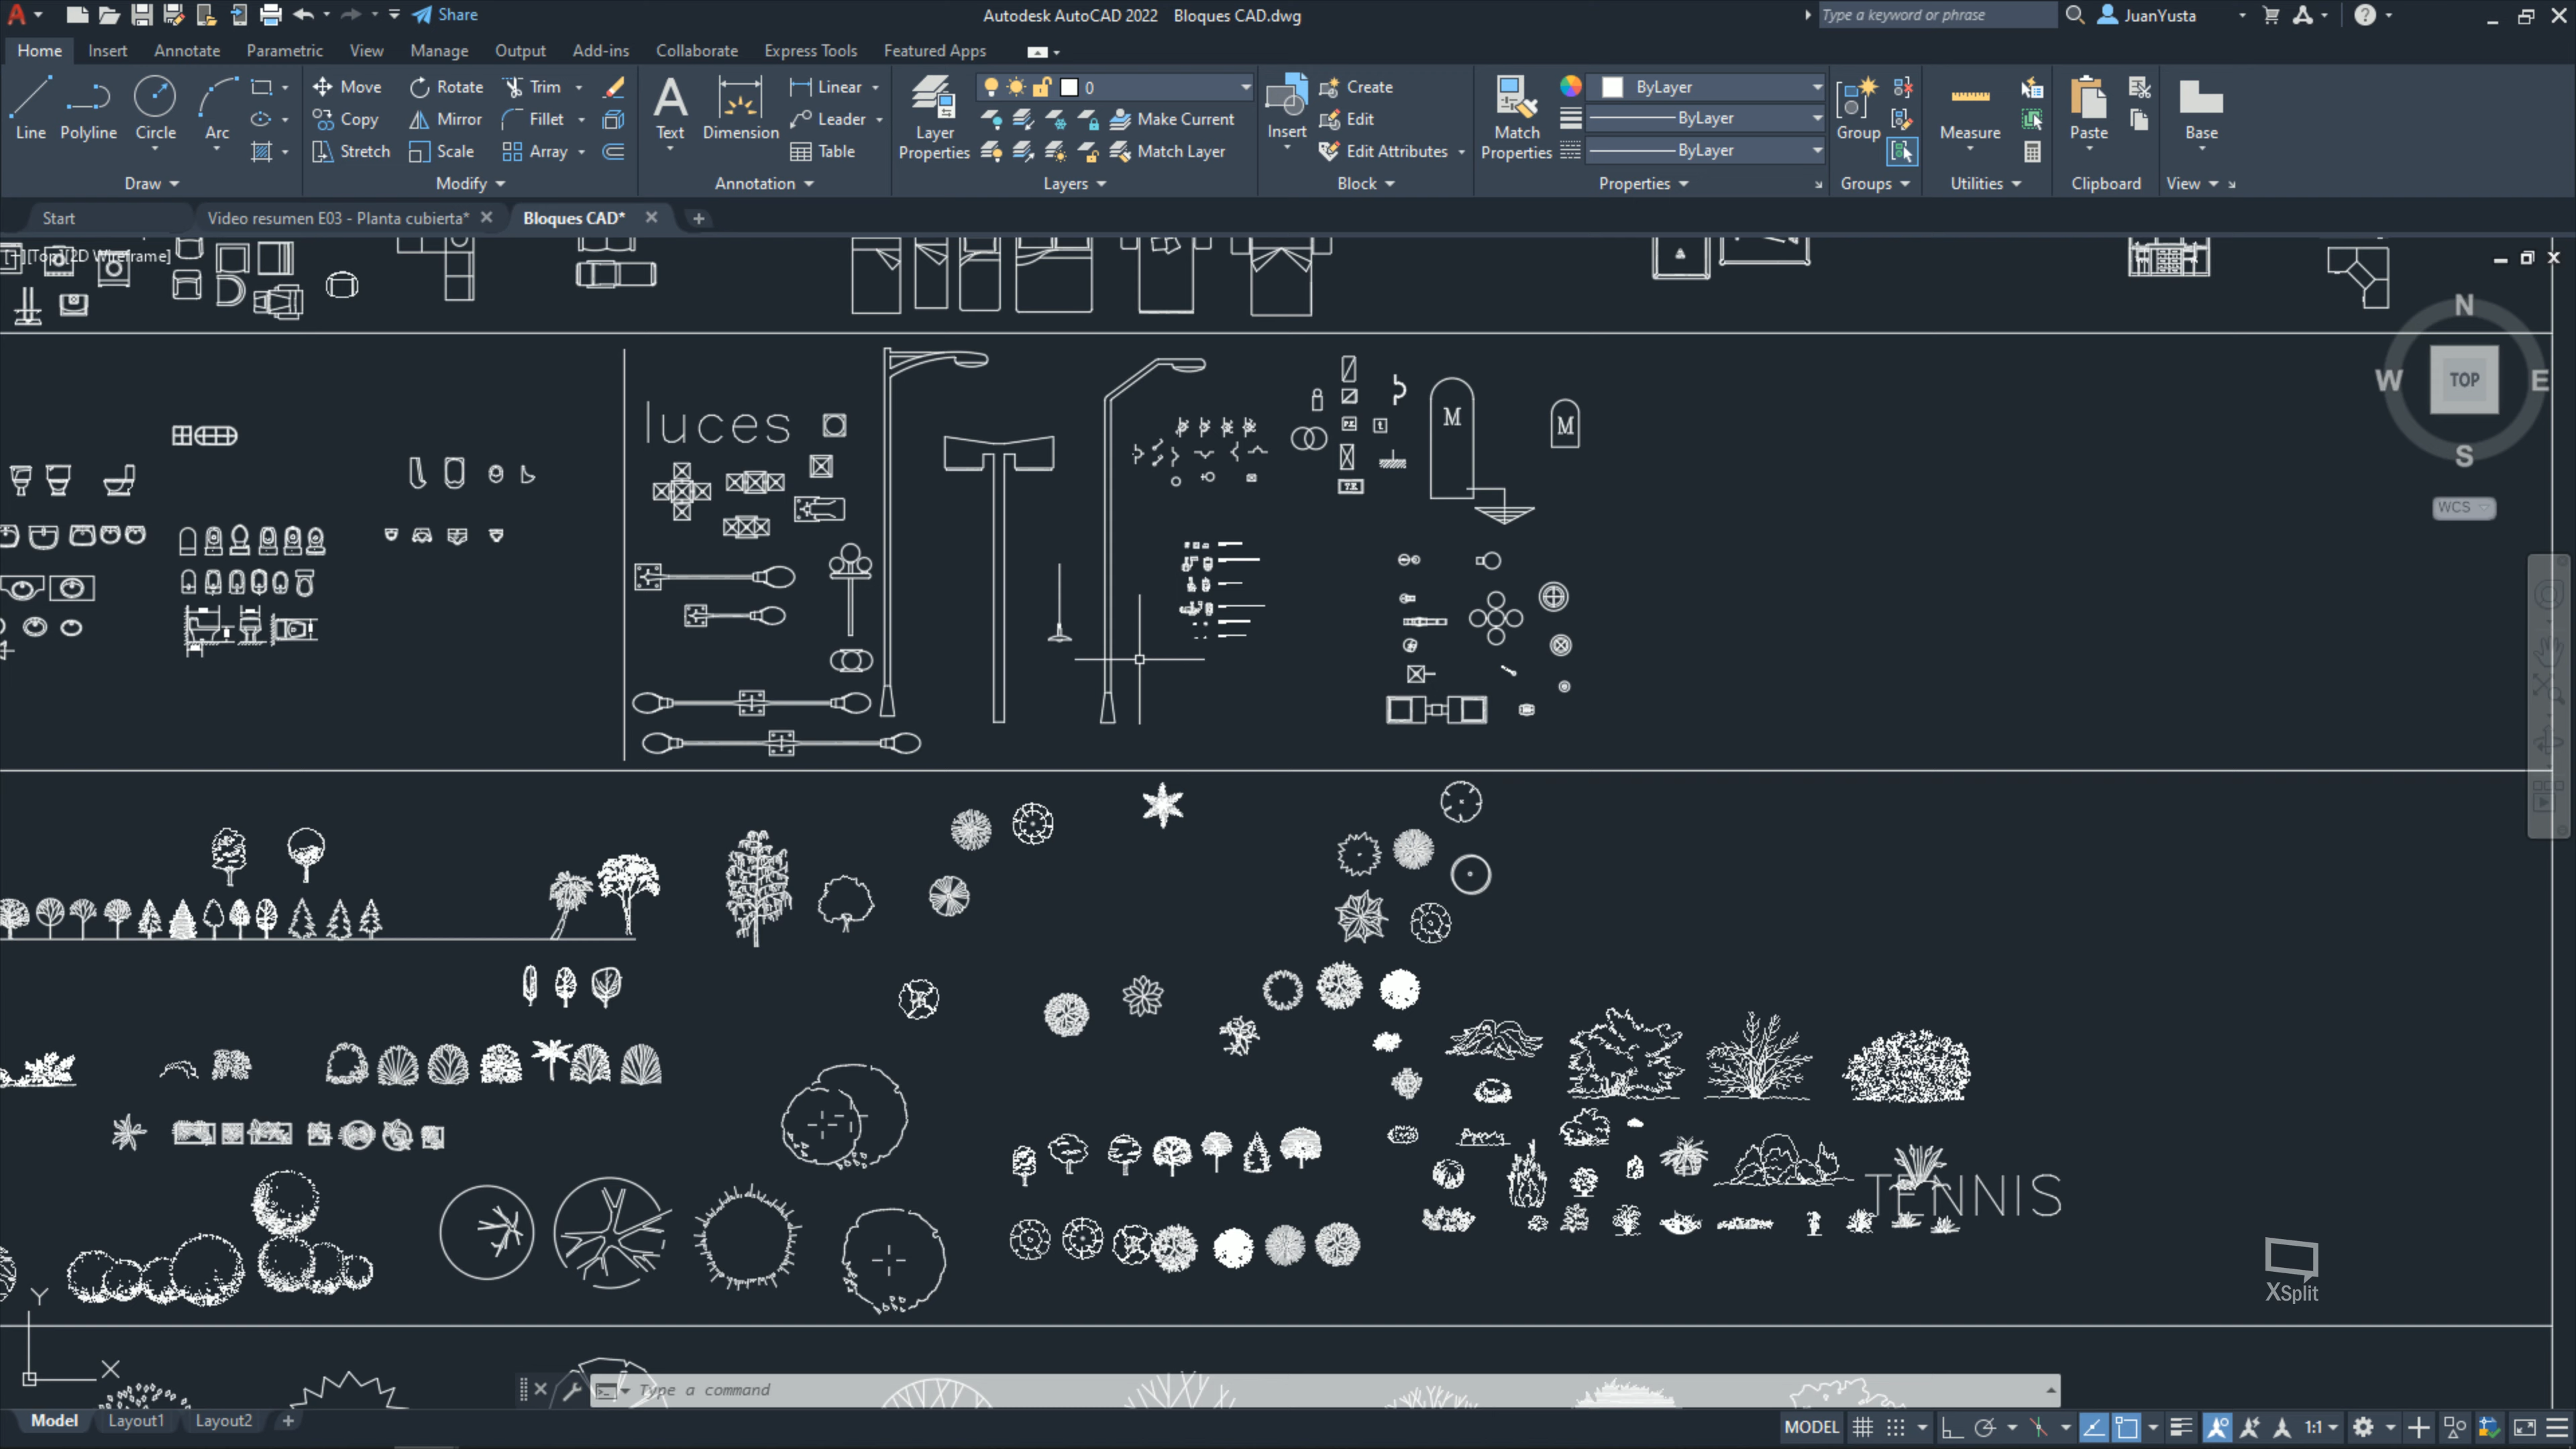 Share
Autodesk AutoCAD 2022 Bloques CAD.dwg
Type a keyword or phrase
JuanYusta
Home Insert Annotate Parametric View Manage Output Add-ins Collaborate Express Tools Featured Apps
Move Rotate Trim Linear 0 Create ByLayer
Line Polyline Circle Arc Copy Mirror Fillet Text Dimension Leader Layer Properties Make Current Insert Edit Match Properties ByLayer Group Measure Paste Base
Stretch Scale Array Table Match Layer Edit Attributes ByLayer
Draw Modify Annotation Layers Block Properties Groups Utilities Clipboard View
Start Video resumen E03 - Planta cubierta* Bloques CAD*
[−][Top][2D Wireframe]
N
W TOP E
S
WCS
luces
M M
t
TENNIS
XSplit
Y
X
Type a command
Model Layout1 Layout2
MODEL 1:1